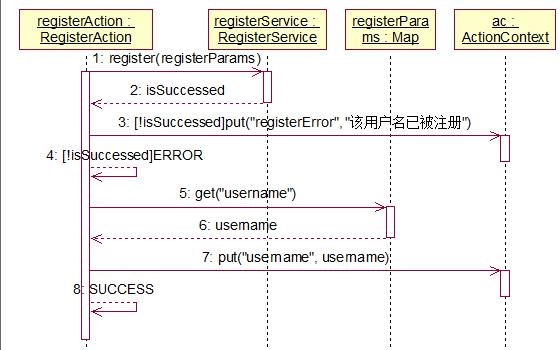 registerAction :
RegisterAction
registerService :
RegisterService
registerPara
ms : Map
ac :
ActionContext
1: register(registerParams)
2: isSuccessed
3: [!isSuccessed]put("registerError","该用户名已被注册")
4: [!isSuccessed]ERROR
5: get("username")
6: username
7: put("username", username)
8: SUCCESS